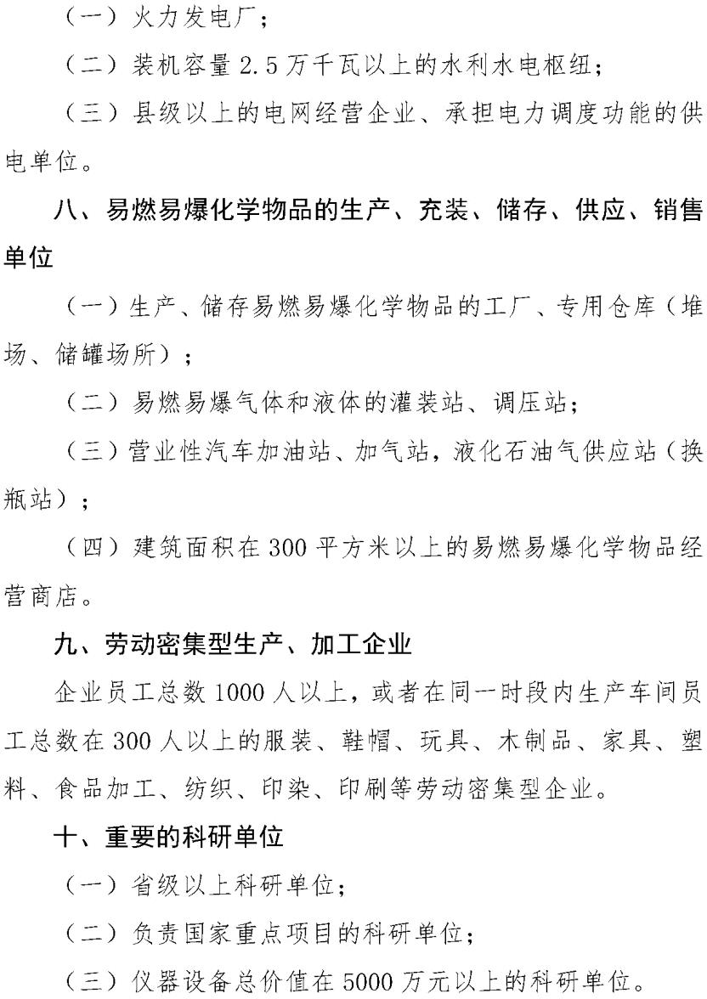 （一）火力发电厂；
（二）装机容量2.5万千瓦以上的水利水电枢纽；
（三）县级以上的电网经营企业、承担电力调度功能的供
电单位。
八、易燃易爆化学物品的生产、充装、储存、供应、销售
单位
（一）生产、储存易燃易爆化学物品的工厂、专用仓库（堆
场、储罐场所）；
（二）易燃易爆气体和液体的灌装站、调压站；
（三）营业性汽车加油站、加气站，液化石油气供应站（换
瓶站）；
（四）建筑面积在300平方米以上的易燃易爆化学物品经
营商店。
九、劳动密集型生产、加工企业
企业员工总数1000人以上，或者在同一时段内生产车间员
工总数在300人以上的服装、鞋帽、玩具、木制品、家具、塑
料、食品加工、纺织、印染、印刷等劳动密集型企业。
十、重要的科研单位
（一）省级以上科研单位；
（二）负责国家重点项目的科研单位；
（三）仪器设备总价值在5000万元以上的科研单位。